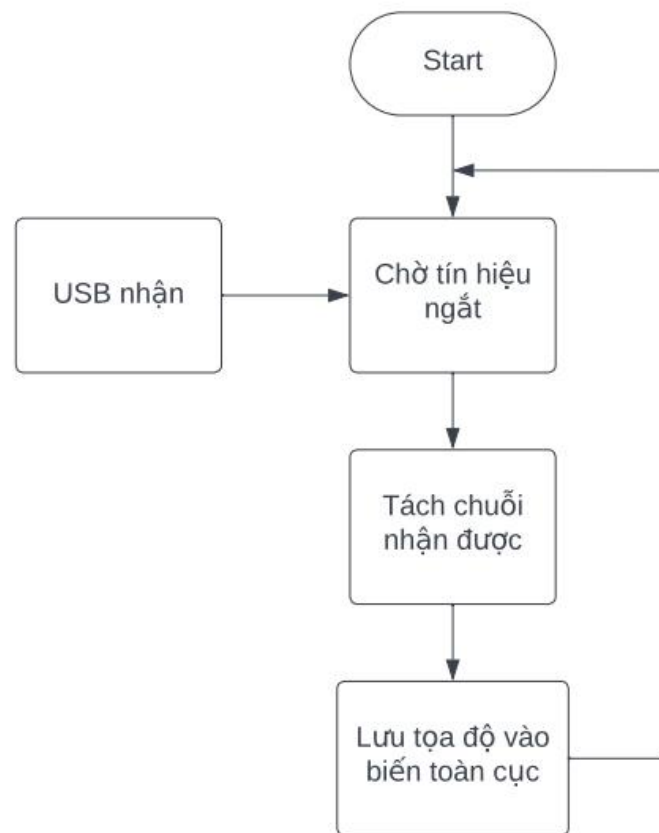 Start
USB nhận
Chờ tín hiệu
ngắt
Tách chuỗi
nhận được
Lưu tọa độ vào
biến toàn cục